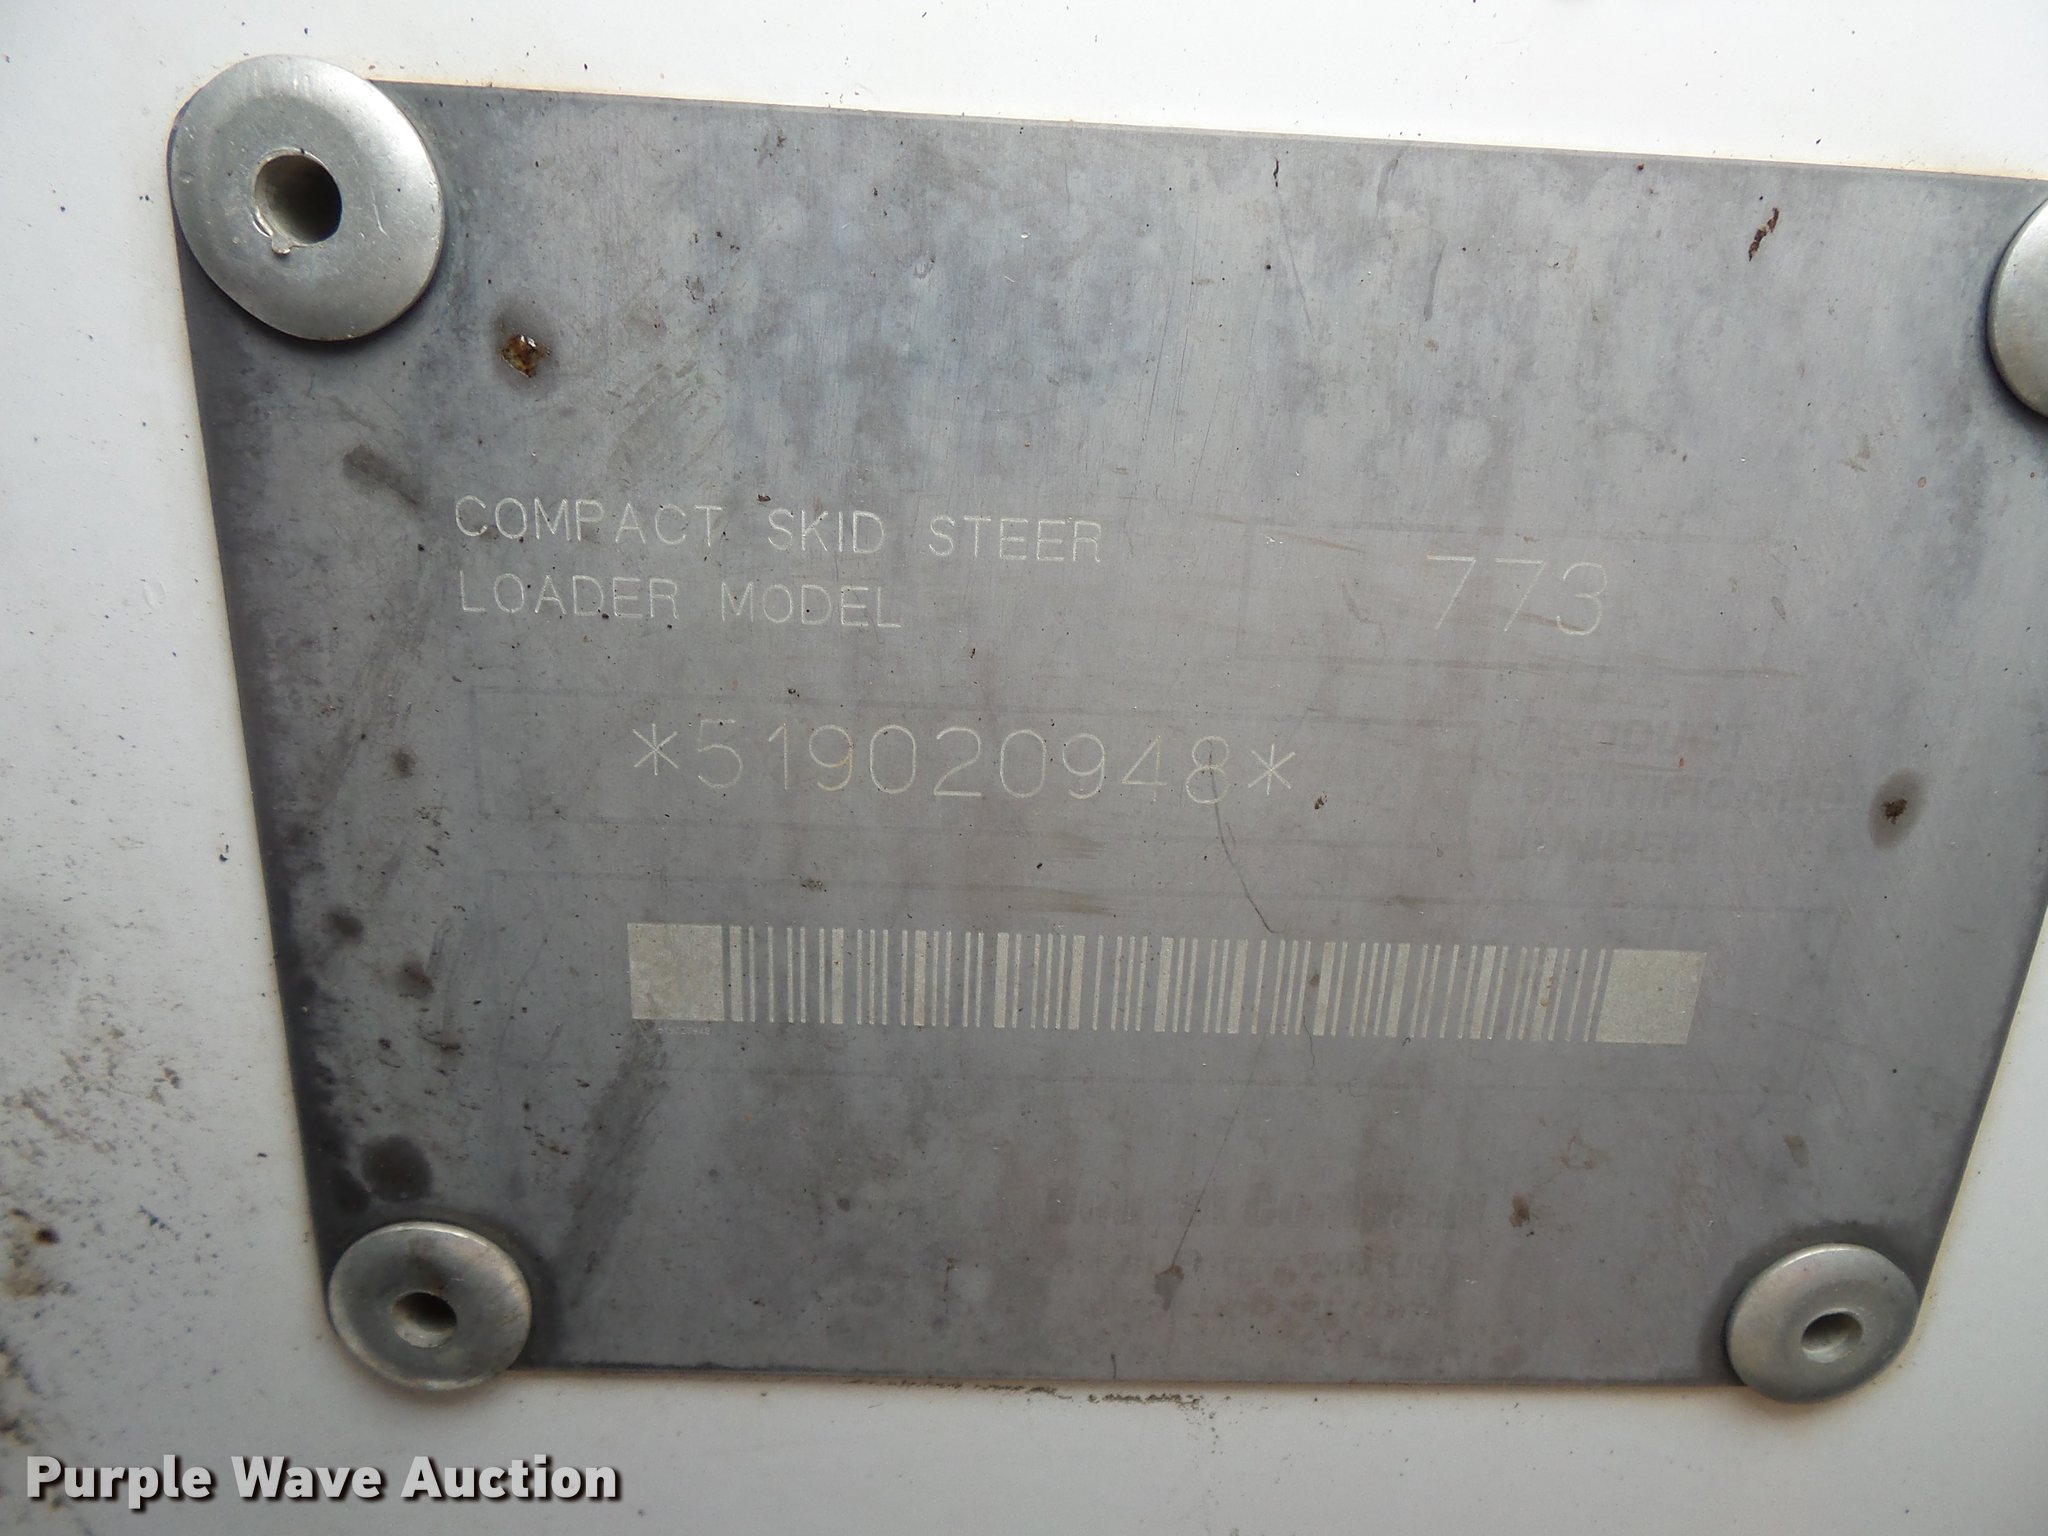 COMPACT SKID STEER
LOADER MODEL 773
*519020948*
Purple Wave Auction